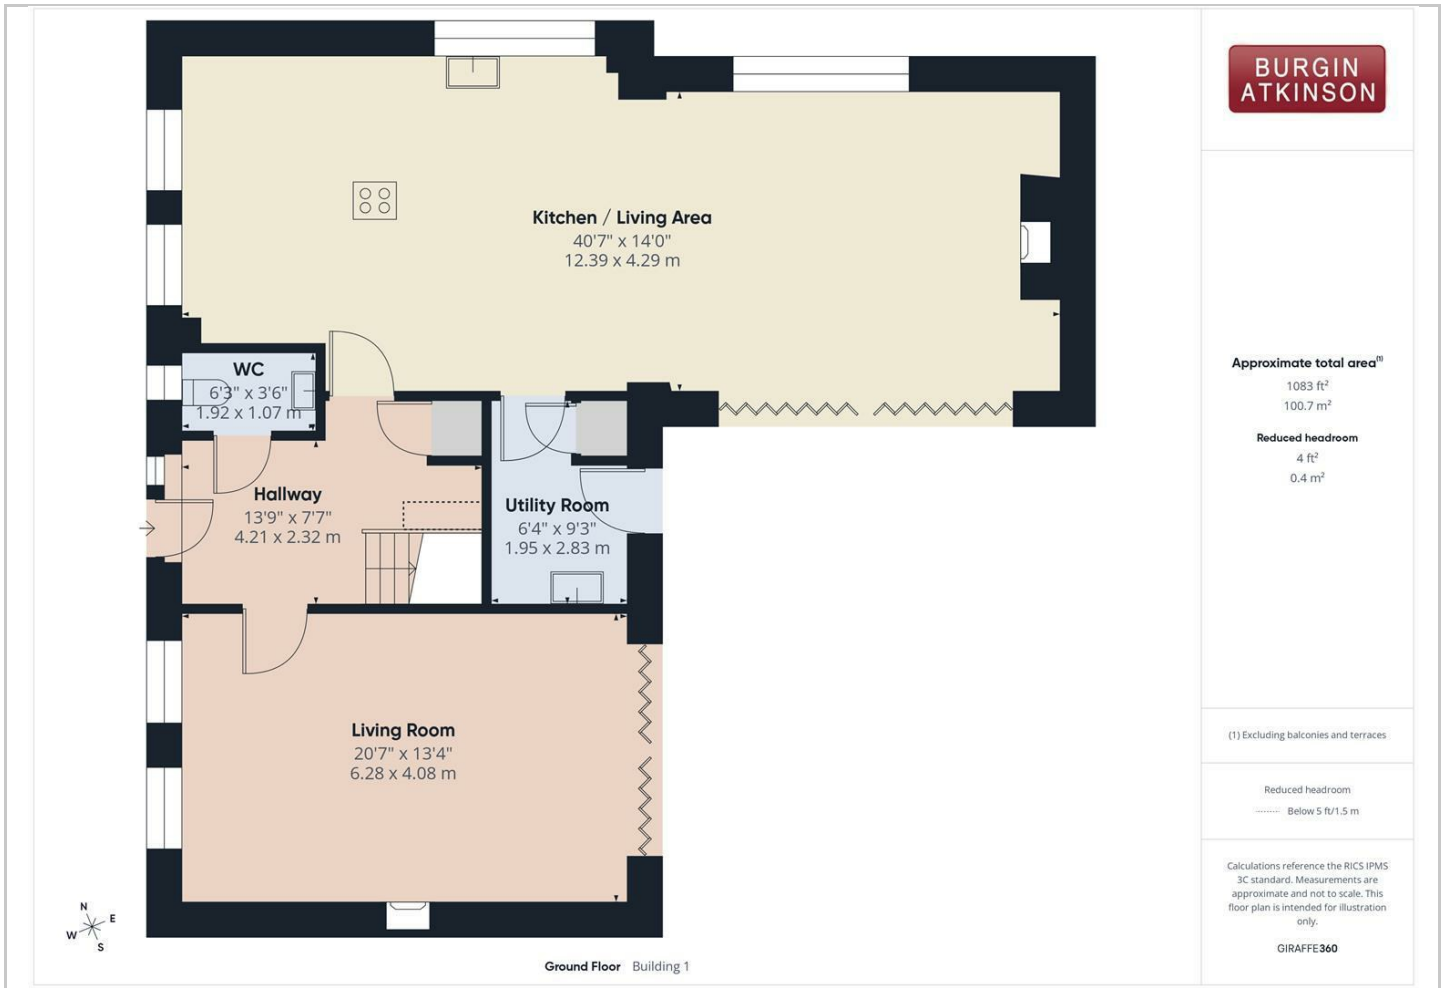 Kitchen / Living Area
40'7" x 14'0"
12.39 x 4.29 m
WC
6'3" x 3'6"
1.92 x 1.07 m
Hallway
13'9" x 7'7"
4.21 x 2.32 m
Utility Room
6'4" x 9'3"
1.95 x 2.83 m
Living Room
20'7" x 13'4"
6.28 x 4.08 m
N
E
W
S
Ground Floor Building 1
BURGIN
ATKINSON
Approximate total area⁽¹⁾
1083 ft²
100.7 m²
Reduced headroom
4 ft²
0.4 m²
(1) Excluding balconies and terraces
Reduced headroom
Below 5 ft/1.5 m
Calculations reference the RICS IPMS
3C standard. Measurements are
approximate and not to scale. This
floor plan is intended for illustration
only.
GIRAFFE360